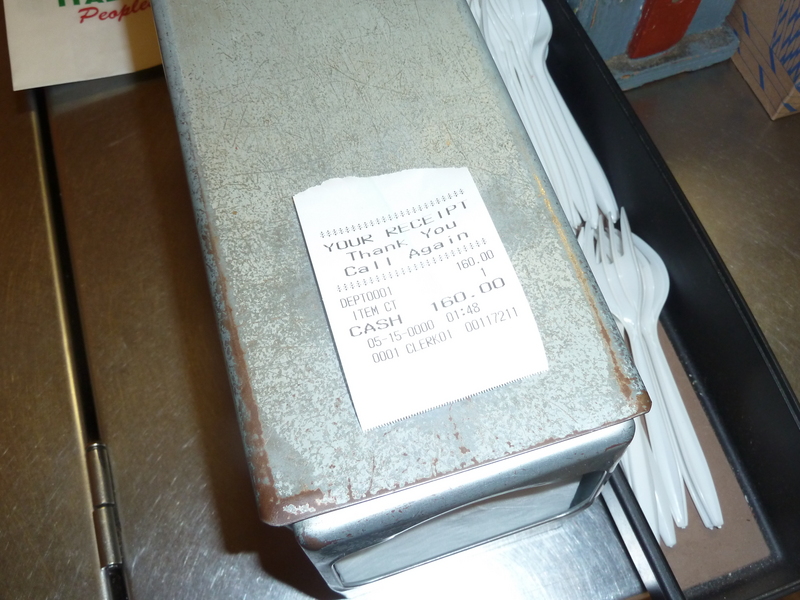 People
YOUR RECEIPT
Thank You
Call Again
DEPT0001 160.00
ITEM CT 1
CASH 160.00
05-15-0000 01:48
0001 CLERK01 00117211